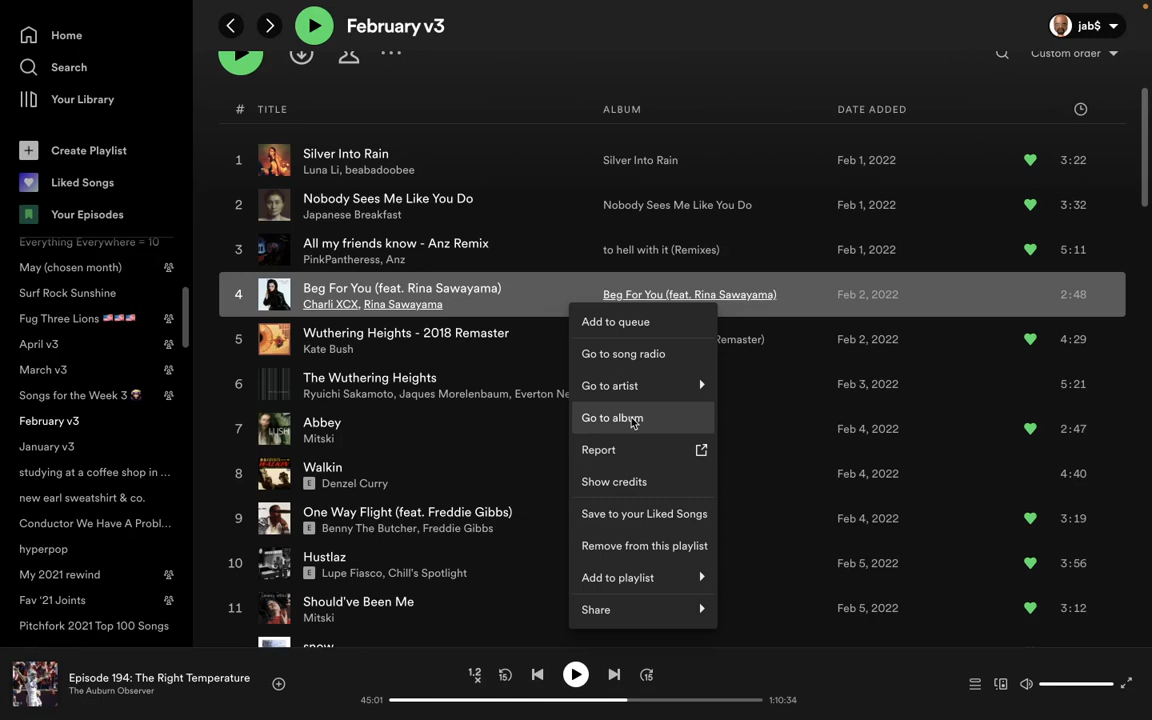 Home
Search
Your Library
Create Playlist
Liked Songs
Your Episodes
Everything Everywhere = 10
May (chosen month)
Surf Rock Sunshine
Fug Three Lions 🇺🇸🇺🇸🇺🇸
April v3
March v3
Songs for the Week 3
February v3
January v3
studying at a coffee shop in ...
new earl sweatshirt & co.
Conductor We Have A Probl...
hyperpop
My 2021 rewind
Fav '21 Joints
Pitchfork 2021 Top 100 Songs
February v3
jab$
Custom order
# TITLE ALBUM DATE ADDED
1 Silver Into Rain Silver Into Rain Feb 1, 2022 3:22
Luna Li, beabadoobee
2 Nobody Sees Me Like You Do Nobody Sees Me Like You Do Feb 1, 2022 3:32
Japanese Breakfast
3 All my friends know - Anz Remix to hell with it (Remixes) Feb 1, 2022 5:11
PinkPantheress, Anz
4 Beg For You (feat. Rina Sawayama) Beg For You (feat. Rina Sawayama) Feb 2, 2022 2:48
Charli XCX, Rina Sawayama
5 Wuthering Heights - 2018 Remaster Remaster) Feb 2, 2022 4:29
Kate Bush
6 The Wuthering Heights Feb 3, 2022 5:21
Ryuichi Sakamoto, Jaques Morelenbaum, Everton Ne
7 Abbey Feb 4, 2022 2:47
Mitski
LUSH
8 Walkin Feb 4, 2022 4:40
E Denzel Curry
9 One Way Flight (feat. Freddie Gibbs) Feb 4, 2022 3:19
E Benny The Butcher, Freddie Gibbs
10 Hustlaz Feb 5, 2022 3:56
E Lupe Fiasco, Chill's Spotlight
11 Should've Been Me Feb 5, 2022 3:12
Mitski
snow
Add to queue
Go to song radio
Go to artist
Go to album
Report
Show credits
Save to your Liked Songs
Remove from this playlist
Add to playlist
Share
Episode 194: The Right Temperature
The Auburn Observer
1.2x 15 15
45:01 1:10:34